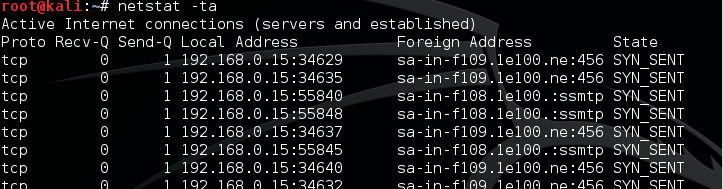 root@kali:~# netstat -ta
Active Internet connections (servers and established)
Proto Recv-Q Send-Q Local Address           Foreign Address         State
tcp        0      1 192.168.0.15:34629      sa-in-f109.1e100.ne:456 SYN_SENT
tcp        0      1 192.168.0.15:34635      sa-in-f109.1e100.ne:456 SYN_SENT
tcp        0      1 192.168.0.15:55840      sa-in-f108.1e100.:ssmtp SYN_SENT
tcp        0      1 192.168.0.15:55848      sa-in-f108.1e100.:ssmtp SYN_SENT
tcp        0      1 192.168.0.15:34637      sa-in-f109.1e100.ne:456 SYN_SENT
tcp        0      1 192.168.0.15:55845      sa-in-f108.1e100.:ssmtp SYN_SENT
tcp        0      1 192.168.0.15:34640      sa-in-f109.1e100.ne:456 SYN_SENT
tcp        0      1 192.168.0.15:34632      sa-in-f109.1e100.ne:456 SYN_SENT